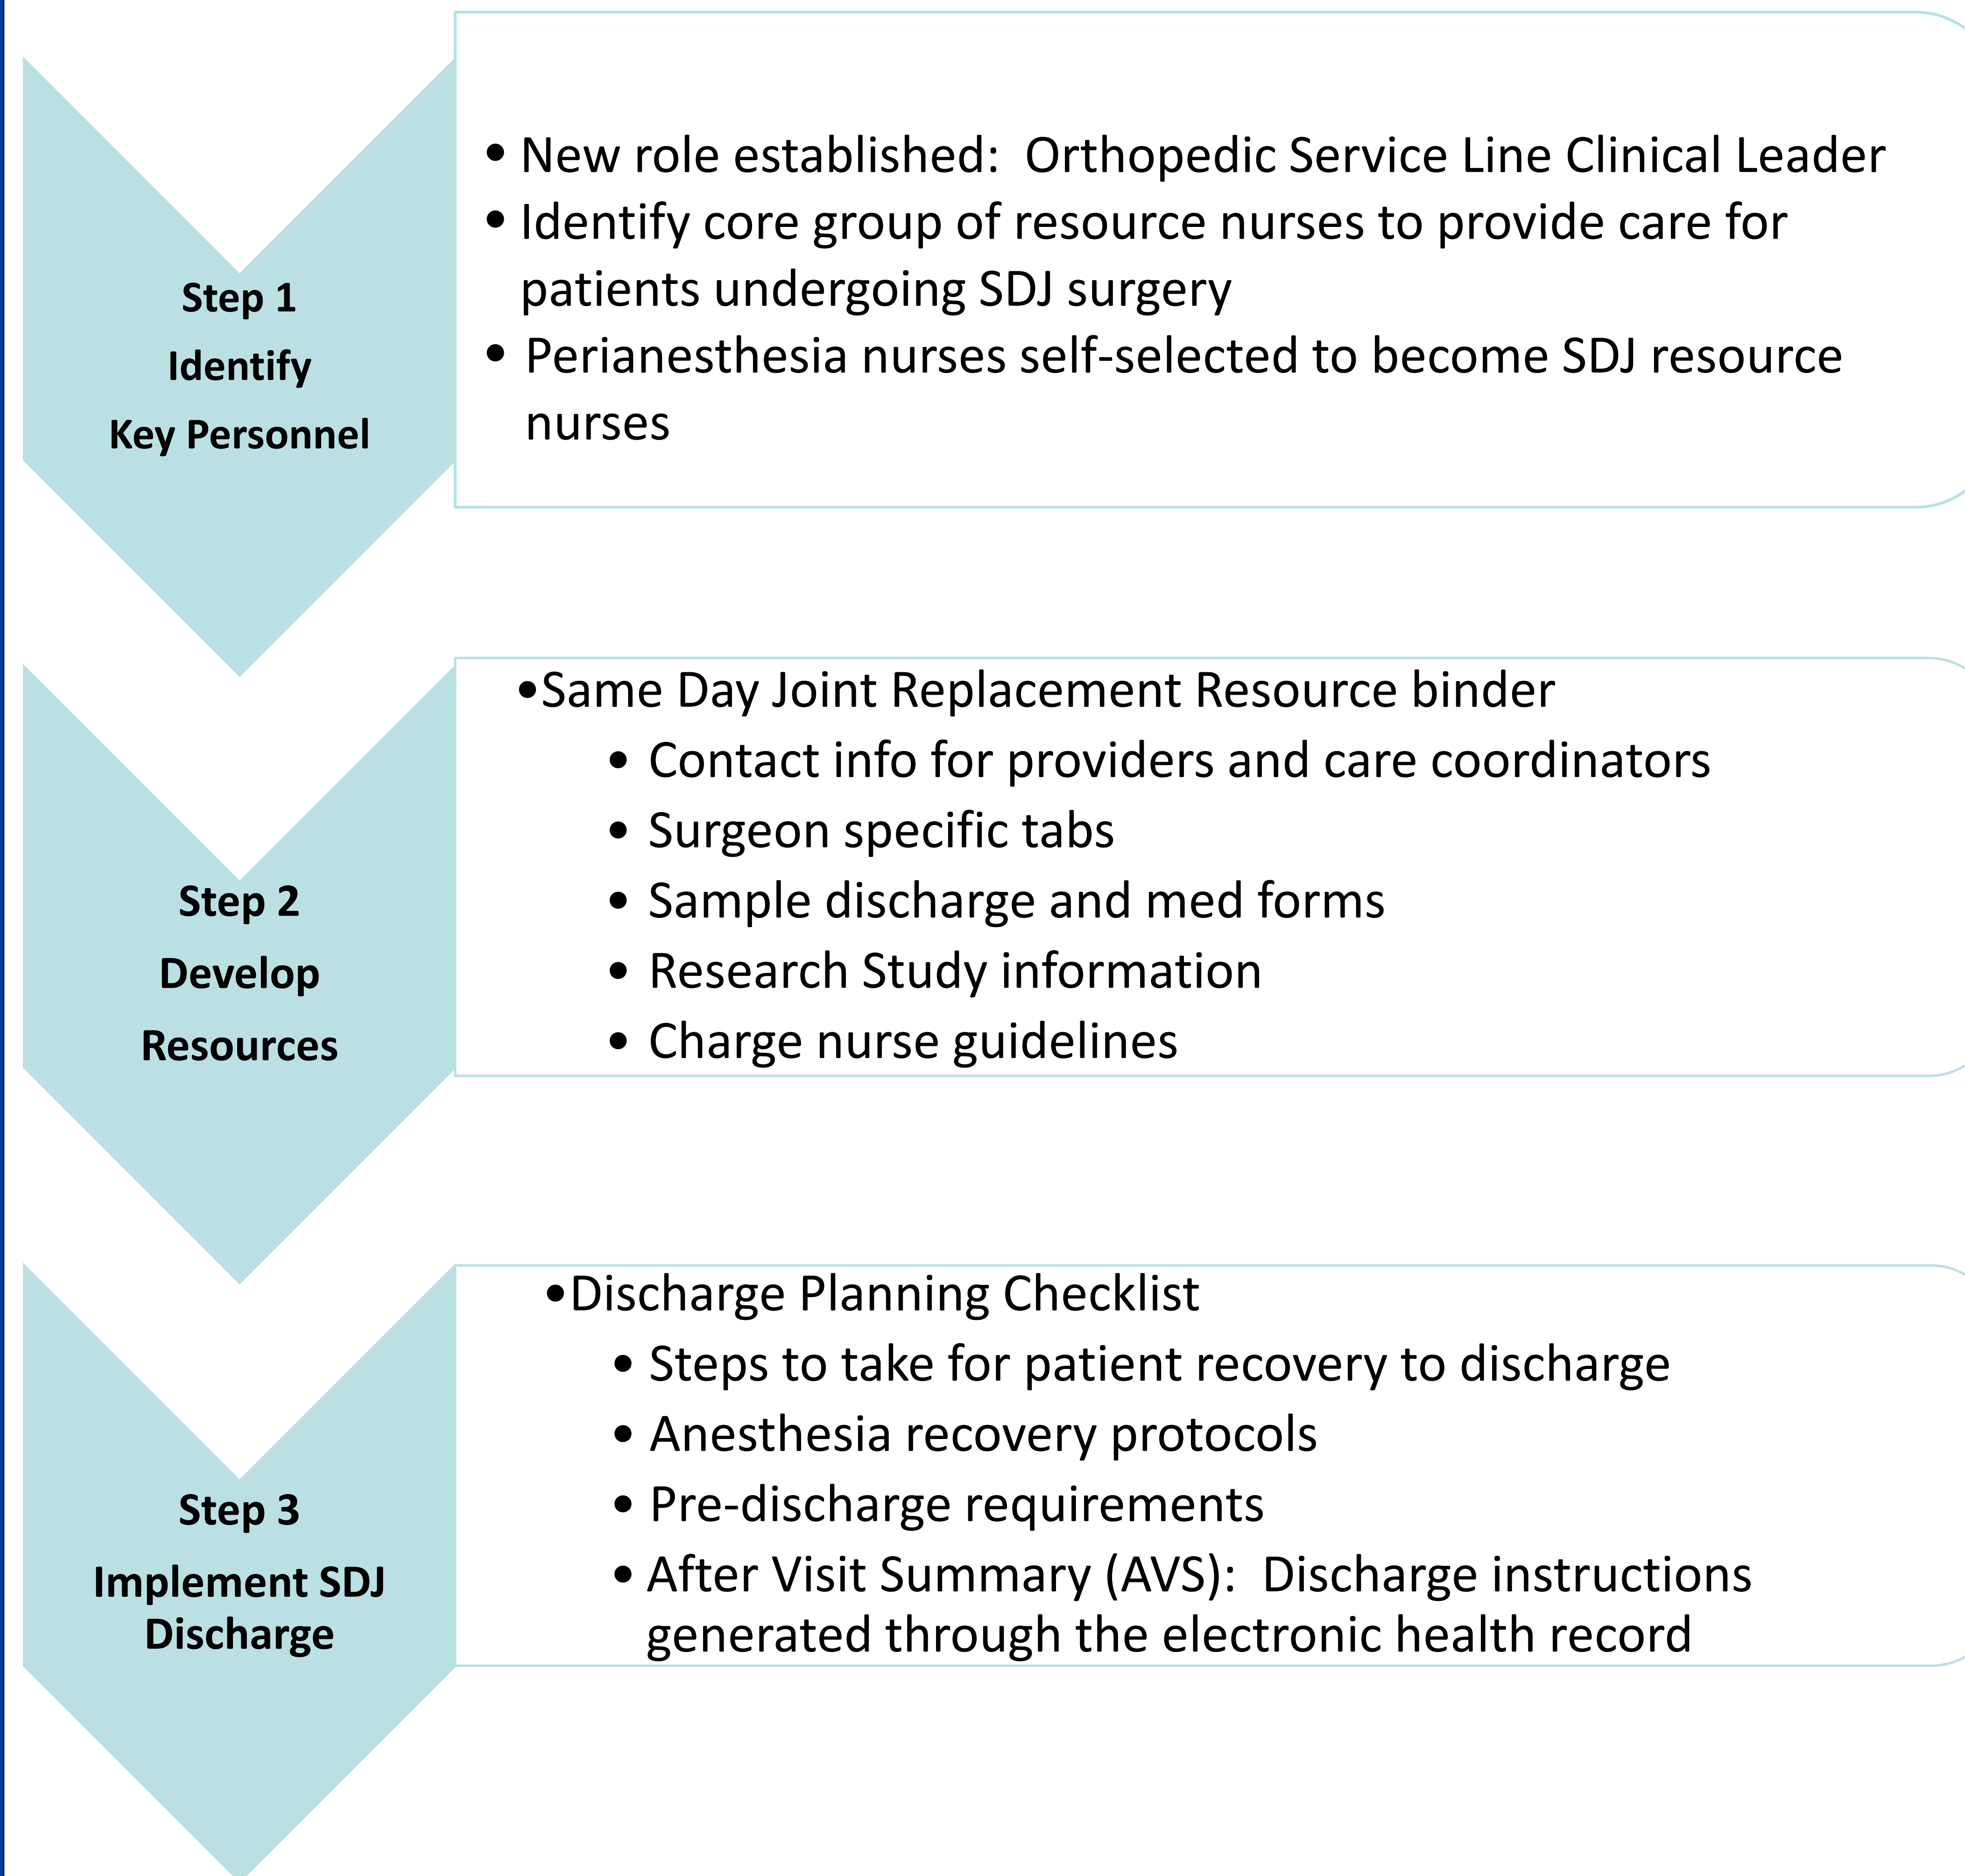 Step 1
Identify
Key Personnel
• New role established:  Orthopedic Service Line Clinical Leader
• Identify core group of resource nurses to provide care for
patients undergoing SDJ surgery
• Perianesthesia nurses self-selected to become SDJ resource
nurses
Step 2
Develop
Resources
•Same Day Joint Replacement Resource binder
• Contact info for providers and care coordinators
• Surgeon specific tabs
• Sample discharge and med forms
• Research Study information
• Charge nurse guidelines
Step 3
Implement SDJ
Discharge
•Discharge Planning Checklist
• Steps to take for patient recovery to discharge
• Anesthesia recovery protocols
• Pre-discharge requirements
• After Visit Summary (AVS):  Discharge instructions
generated through the electronic health record